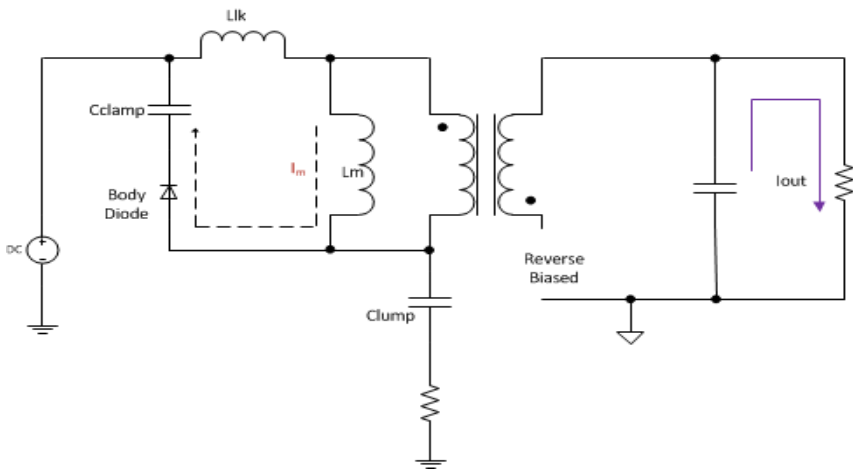 Llk
Cclamp
Body
Diode
Im
Lm
DC
+
-
Clump
Reverse
Biased
Iout